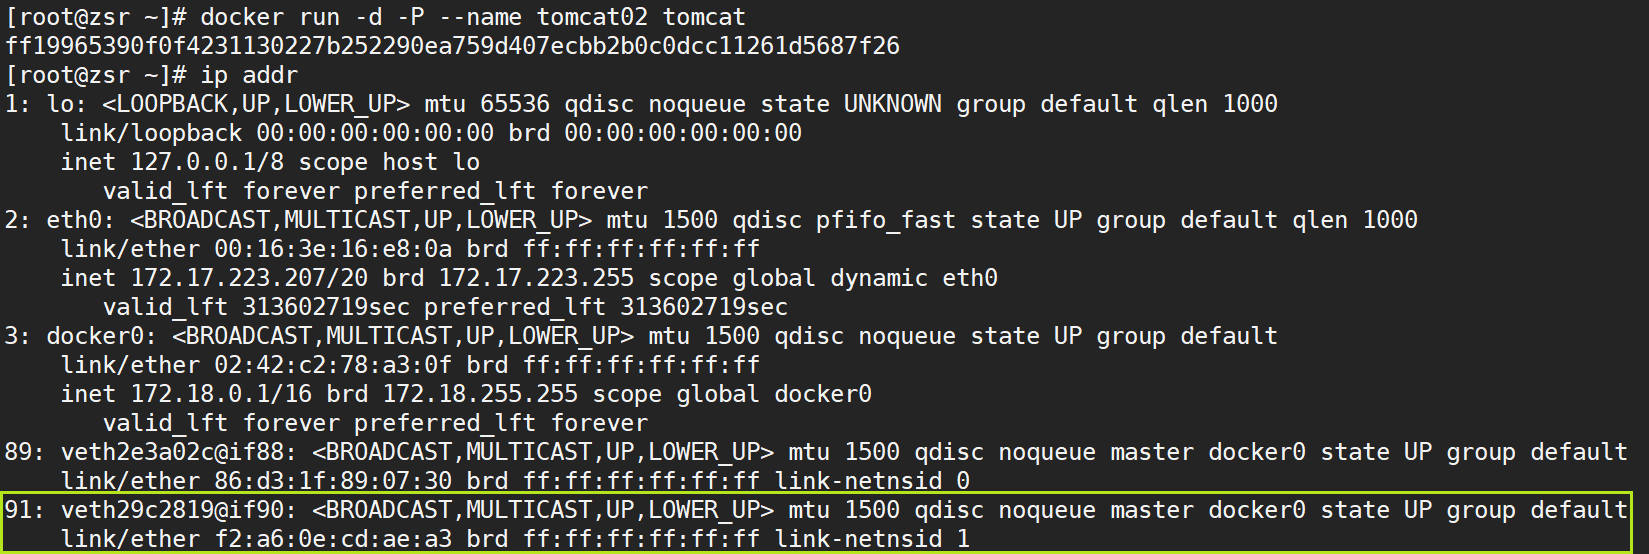 [root@zsr ~]# docker run -d -P --name tomcat02 tomcat
ff19965390f0f4231130227b252290ea759d407ecbb2b0c0dcc11261d5687f26
[root@zsr ~]# ip addr
1: lo: <LOOPBACK,UP,LOWER_UP> mtu 65536 qdisc noqueue state UNKNOWN group default qlen 1000
    link/loopback 00:00:00:00:00:00 brd 00:00:00:00:00:00
    inet 127.0.0.1/8 scope host lo
       valid_lft forever preferred_lft forever
2: eth0: <BROADCAST,MULTICAST,UP,LOWER_UP> mtu 1500 qdisc pfifo_fast state UP group default qlen 1000
    link/ether 00:16:3e:16:e8:0a brd ff:ff:ff:ff:ff:ff
    inet 172.17.223.207/20 brd 172.17.223.255 scope global dynamic eth0
       valid_lft 313602719sec preferred_lft 313602719sec
3: docker0: <BROADCAST,MULTICAST,UP,LOWER_UP> mtu 1500 qdisc noqueue state UP group default
    link/ether 02:42:c2:78:a3:0f brd ff:ff:ff:ff:ff:ff
    inet 172.18.0.1/16 brd 172.18.255.255 scope global docker0
       valid_lft forever preferred_lft forever
89: veth2e3a02c@if88: <BROADCAST,MULTICAST,UP,LOWER_UP> mtu 1500 qdisc noqueue master docker0 state UP group default
    link/ether 86:d3:1f:89:07:30 brd ff:ff:ff:ff:ff:ff link-netnsid 0
91: veth29c2819@if90: <BROADCAST,MULTICAST,UP,LOWER_UP> mtu 1500 qdisc noqueue master docker0 state UP group default
    link/ether f2:a6:0e:cd:ae:a3 brd ff:ff:ff:ff:ff:ff link-netnsid 1